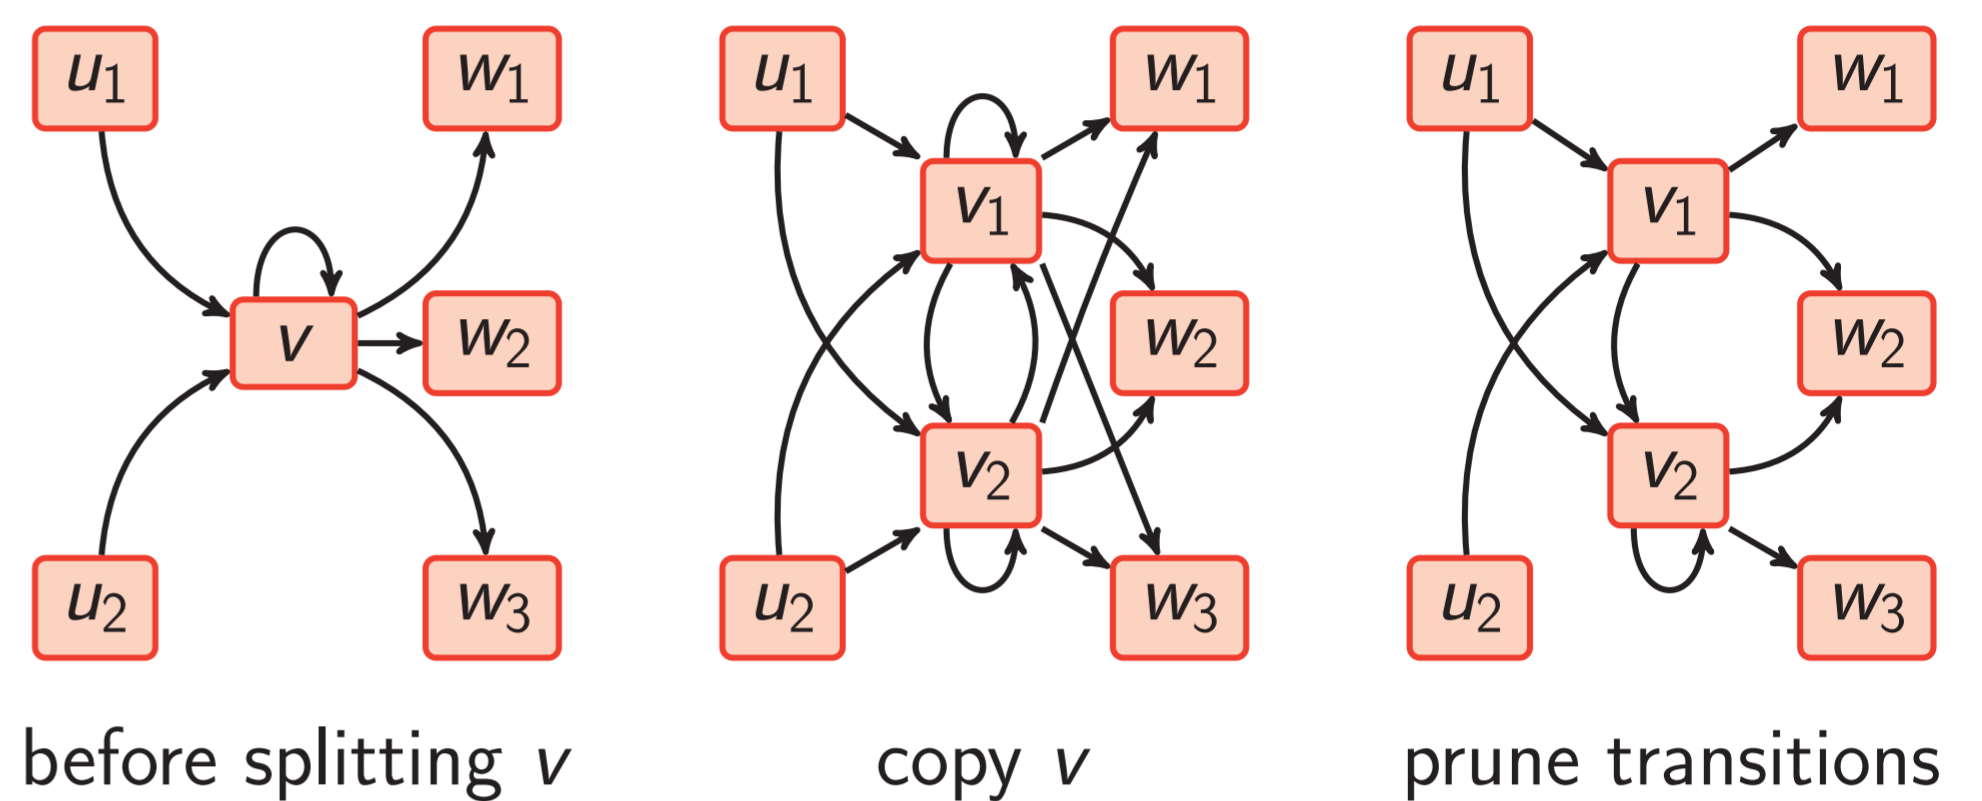 u1 w1
v w2
u2 w3
before splitting v
u1 w1
v1
w2
v2
u2 w3
copy v
u1 w1
v1
w2
v2
u2 w3
prune transitions